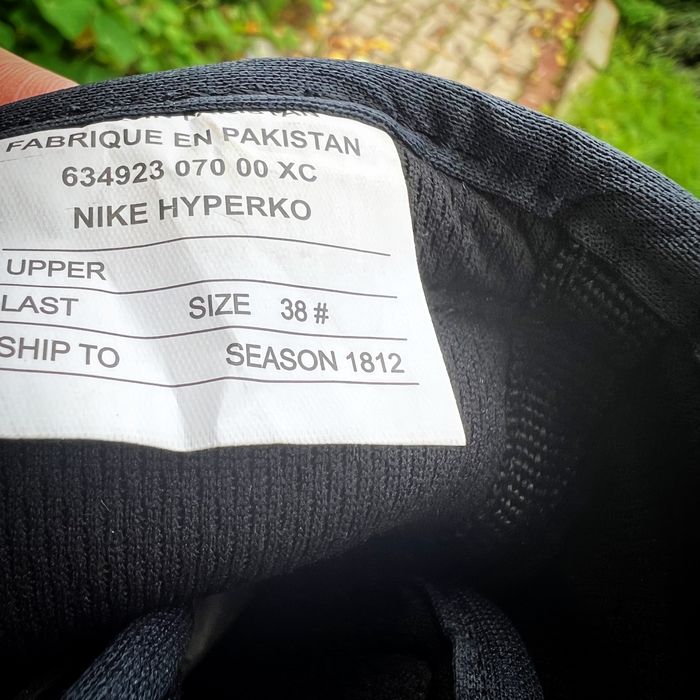 FABRIQUE EN PAKISTAN
634923 070 00 XC
NIKE HYPERKO
UPPER
LAST SIZE 38 #
SHIP TO SEASON 1812